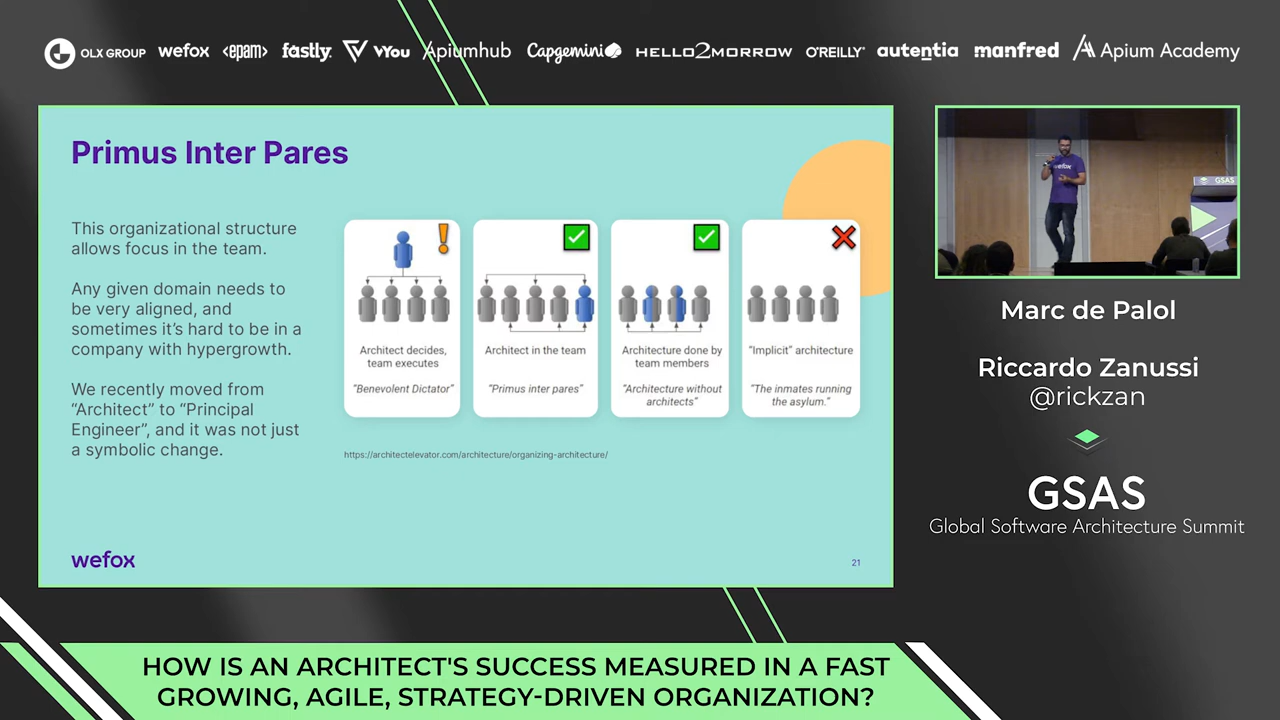 OLX GROUP wefox <epam> fastly. VYou Apiumhub Capgemini HELLO2MORROW O'REILLY® autentia manfred Apium Academy
Primus Inter Pares
This organizational structure
allows focus in the team.
Any given domain needs to
be very aligned, and
sometimes it's hard to be in a
company with hypergrowth.
We recently moved from
“Architect” to “Principal
Engineer”, and it was not just
a symbolic change.
Architect decides,
team executes
“Benevolent Dictator”
Architect in the team
“Primus inter pares”
Architecture done by
team members
“Architecture without
architects”
“Implicit” architecture
“The inmates running
the asylum.”
https://architectelevator.com/architecture/organizing-architecture/
wefox
21
wefox
GSAS
Marc de Palol
Riccardo Zanussi
@rickzan
GSAS
Global Software Architecture Summit
HOW IS AN ARCHITECT'S SUCCESS MEASURED IN A FAST
GROWING, AGILE, STRATEGY-DRIVEN ORGANIZATION?